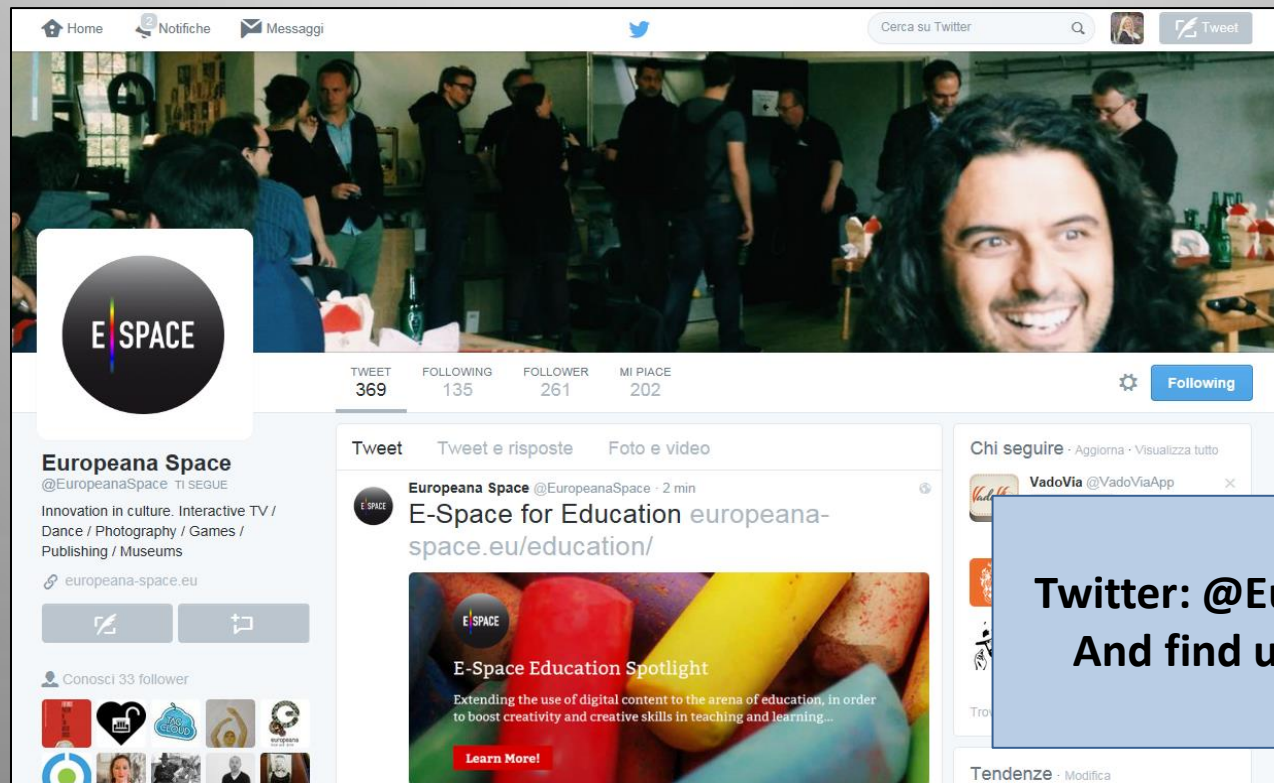 Home
2
Notifiche
Messaggi
Cerca su Twitter
Tweet
E SPACE
TWEET
369
FOLLOWING
135
FOLLOWER
261
MI PIACE
202
Following
Europeana Space
@EuropeanaSpace TI SEGUE
Innovation in culture. Interactive TV /
Dance / Photography / Games /
Publishing / Museums
europeana-space.eu
Conosci 33 follower
TAG
CLOUD
europeana
Tweet Tweet e risposte Foto e video
Europeana Space @EuropeanaSpace · 2 min
E SPACE
E-Space for Education europeana-
space.eu/education/
E SPACE
E-Space Education Spotlight
Extending the use of digital content to the arena of education, in order
to boost creativity and creative skills in teaching and learning...
Learn More!
Chi seguire · Aggiorna · Visualizza tutto
VadoVia @VadoViaApp
Twitter: @Eu
And find u
Tendenze · Modifica